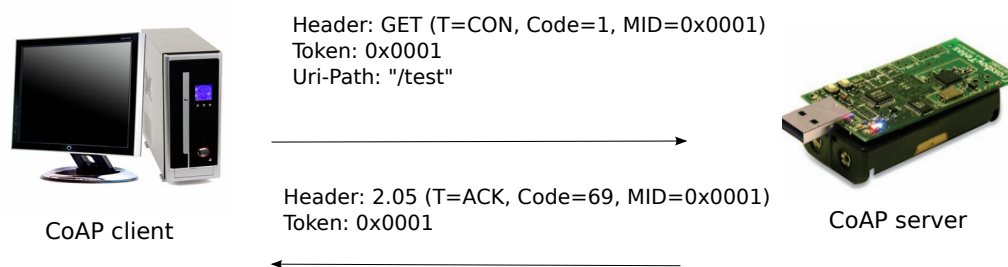 Header: GET (T=CON, Code=1, MID=0x0001)
Token: 0x0001
Uri-Path: "/test"
Header: 2.05 (T=ACK, Code=69, MID=0x0001)
Token: 0x0001
CoAP client
CoAP server